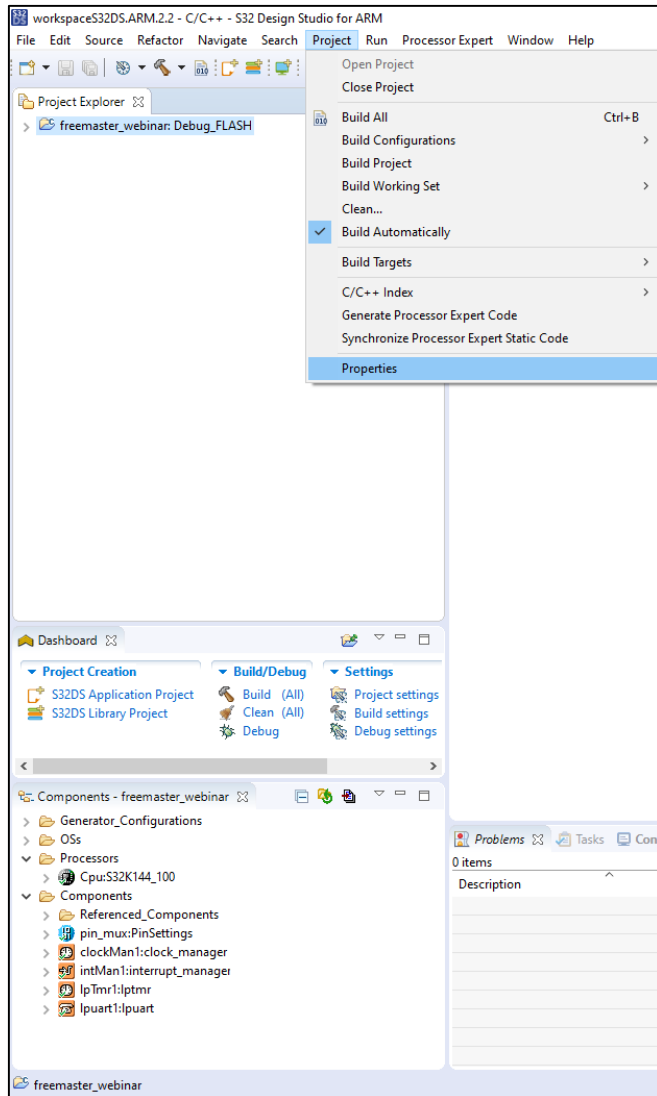 workspaceS32DS.ARM.2.2 - C/C++ - S32 Design Studio for ARM
File Edit Source Refactor Navigate Search Project Run Processor Expert Window Help
Open Project
Close Project
Build All Ctrl+B
Build Configurations
Build Project
Build Working Set
Clean...
Build Automatically
Build Targets
C/C++ Index
Generate Processor Expert Code
Synchronize Processor Expert Static Code
Properties
Project Explorer
freemaster_webinar: Debug_FLASH
Dashboard
Project Creation
S32DS Application Project
S32DS Library Project
Build/Debug
Build (All)
Clean (All)
Debug
Settings
Project settings
Build settings
Debug settings
Components - freemaster_webinar
Generator_Configurations
OSs
Processors
Cpu:S32K144_100
Components
Referenced_Components
pin_mux:PinSettings
clockMan1:clock_manager
intMan1:interrupt_manager
lpTmr1:lptmr
lpuart1:lpuart
Problems Tasks Con
0 items
Description
freemaster_webinar